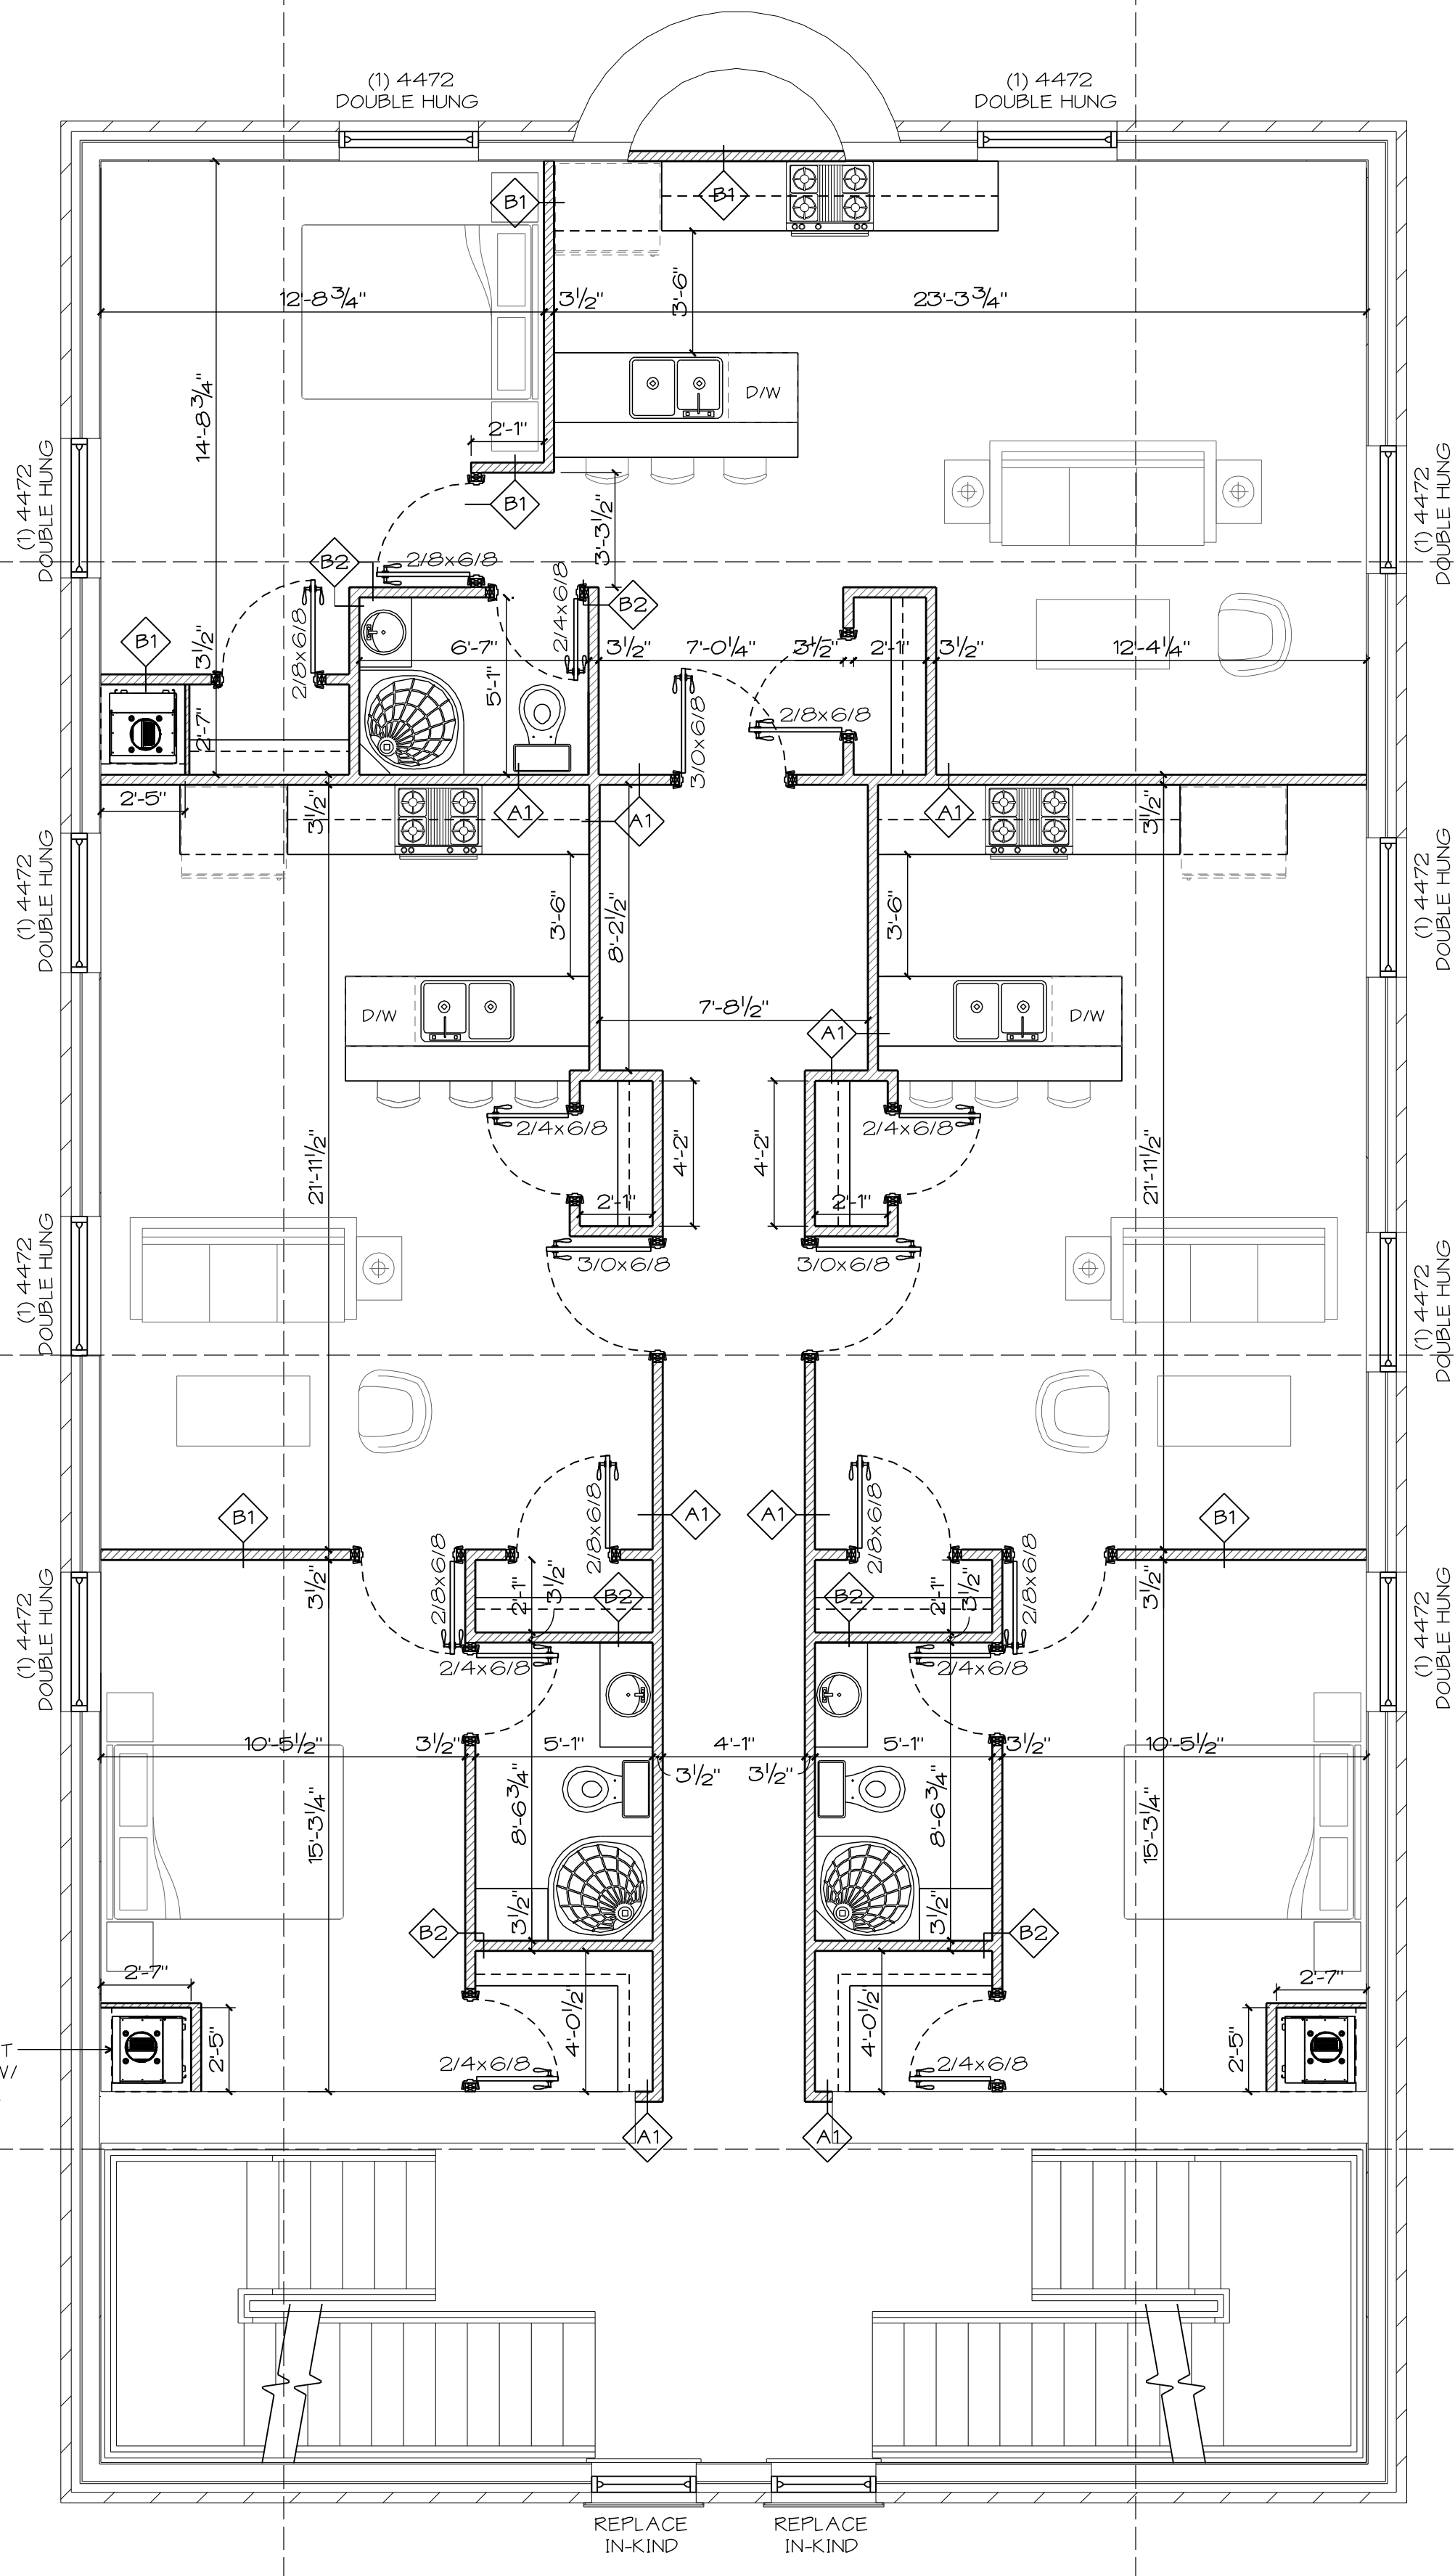 (1) 4472
DOUBLE HUNG
(1) 4472
DOUBLE HUNG
B1
B1
12'-8 3/4"
3 1/2"
3'-6"
23'-3 3/4"
D/W
14'-8 3/4"
2'-1"
(1) 4472
DOUBLE HUNG
(1) 4472
DOUBLE HUNG
B1
3'-3 1/2"
B2
2/8x6/8
2/4x6/8
B2
2/8x6/8
B1
3 1/2"
6'-7"
3 1/2"
7'-0 1/4"
3 1/2"
2'-1"
3 1/2"
12'-4 1/4"
5'-1"
2'-7"
3/0x6/8
2/8x6/8
2'-5"
3 1/2"
A1
A1
A1
3 1/2"
(1) 4472
DOUBLE HUNG
(1) 4472
DOUBLE HUNG
3'-6"
8'-2 1/2"
3'-6"
7'-8 1/2"
D/W
A1
D/W
2/4x6/8
2/4x6/8
21'-11 1/2"
4'-2"
4'-2"
21'-11 1/2"
2'-1"
2'-1"
(1) 4472
DOUBLE HUNG
(1) 4472
DOUBLE HUNG
3/0x6/8
3/0x6/8
B1
2/8x6/8
A1
A1
2/8x6/8
B1
2/8x6/8
2/8x6/8
(1) 4472
DOUBLE HUNG
(1) 4472
DOUBLE HUNG
3 1/2"
2'-1"
3 1/2"
B2
B2
2'-1"
3 1/2"
3 1/2"
2/4x6/8
2/4x6/8
10'-5 1/2"
3 1/2"
5'-1"
4'-1"
5'-1"
3 1/2"
10'-5 1/2"
3 1/2"
3 1/2"
15'-3 1/4"
8'-6 3/4"
8'-6 3/4"
15'-3 1/4"
3 1/2"
3 1/2"
B2
B2
2'-7"
2'-7"
T
W/
2'-5"
4'-0 1/2"
4'-0 1/2"
2'-5"
2/4x6/8
2/4x6/8
A1
A1
REPLACE
IN-KIND
REPLACE
IN-KIND